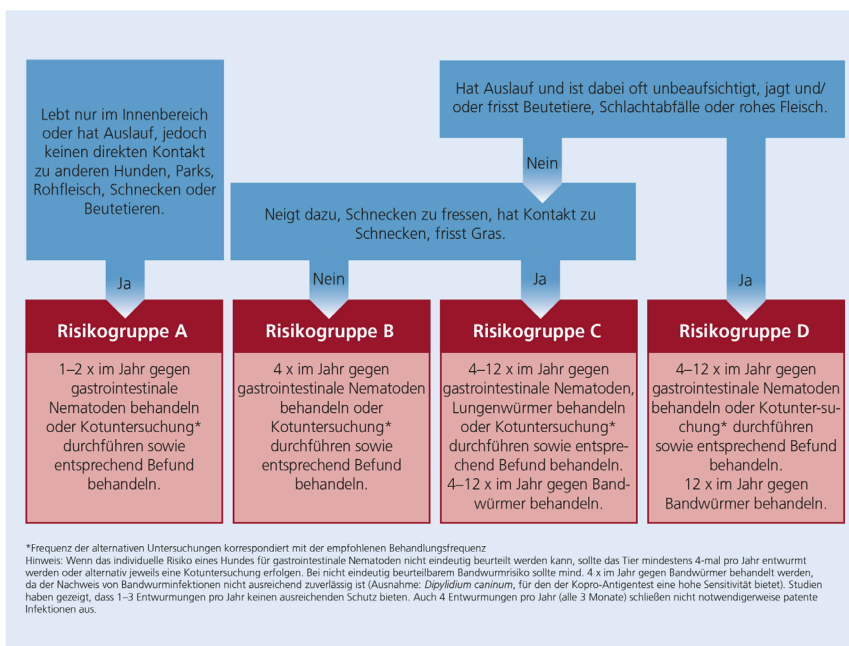 Lebt nur im Innenbereich
oder hat Auslauf, jedoch
keinen direkten Kontakt
zu anderen Hunden, Parks,
Rohfleisch, Schnecken oder
Beutetieren.
Hat Auslauf und ist dabei oft unbeaufsichtigt, jagt und/
oder frisst Beutetiere, Schlachtabfälle oder rohes Fleisch.
Nein
Neigt dazu, Schnecken zu fressen, hat Kontakt zu
Schnecken, frisst Gras.
Ja
Nein
Ja
Ja
Risikogruppe A
1–2 x im Jahr gegen
gastrointestinale
Nematoden behandeln
oder Kotuntersuchung*
durchführen sowie
entsprechend Befund
behandeln.
Risikogruppe B
4 x im Jahr gegen
gastrointestinale Nematoden
behandeln oder
Kotuntersuchung*
durchführen sowie
entsprechend Befund
behandeln.
Risikogruppe C
4–12 x im Jahr gegen
gastrointestinale Nematoden,
Lungenwürmer behandeln
oder Kotuntersuchung*
durchführen sowie entspre-
chend Befund behandeln.
4–12 x im Jahr gegen Band-
würmer behandeln.
Risikogruppe D
4–12 x im Jahr gegen
gastrointestinale Nematoden
behandeln oder Kotunter-su-
chung* durchführen
sowie entsprechend Befund
behandeln.
12 x im Jahr gegen
Bandwürmer behandeln.
*Frequenz der alternativen Untersuchungen korrespondiert mit der empfohlenen Behandlungsfrequenz
Hinweis: Wenn das individuelle Risiko eines Hundes für gastrointestinale Nematoden nicht eindeutig beurteilt werden kann, sollte das Tier mindestens 4-mal pro Jahr entwurmt
werden oder alternativ jeweils eine Kotuntersuchung erfolgen. Bei nicht eindeutig beurteilbarem Bandwurmrisiko sollte mind. 4 x im Jahr gegen Bandwürmer behandelt werden,
da der Nachweis von Bandwurminfektionen nicht ausreichend zuverlässig ist (Ausnahme: Dipylidium caninum, für den der Kopro-Antigentest eine hohe Sensitivität bietet). Studien
haben gezeigt, dass 1–3 Entwurmungen pro Jahr keinen ausreichenden Schutz bieten. Auch 4 Entwurmungen pro Jahr (alle 3 Monate) schließen nicht notwendigerweise patente
Infektionen aus.